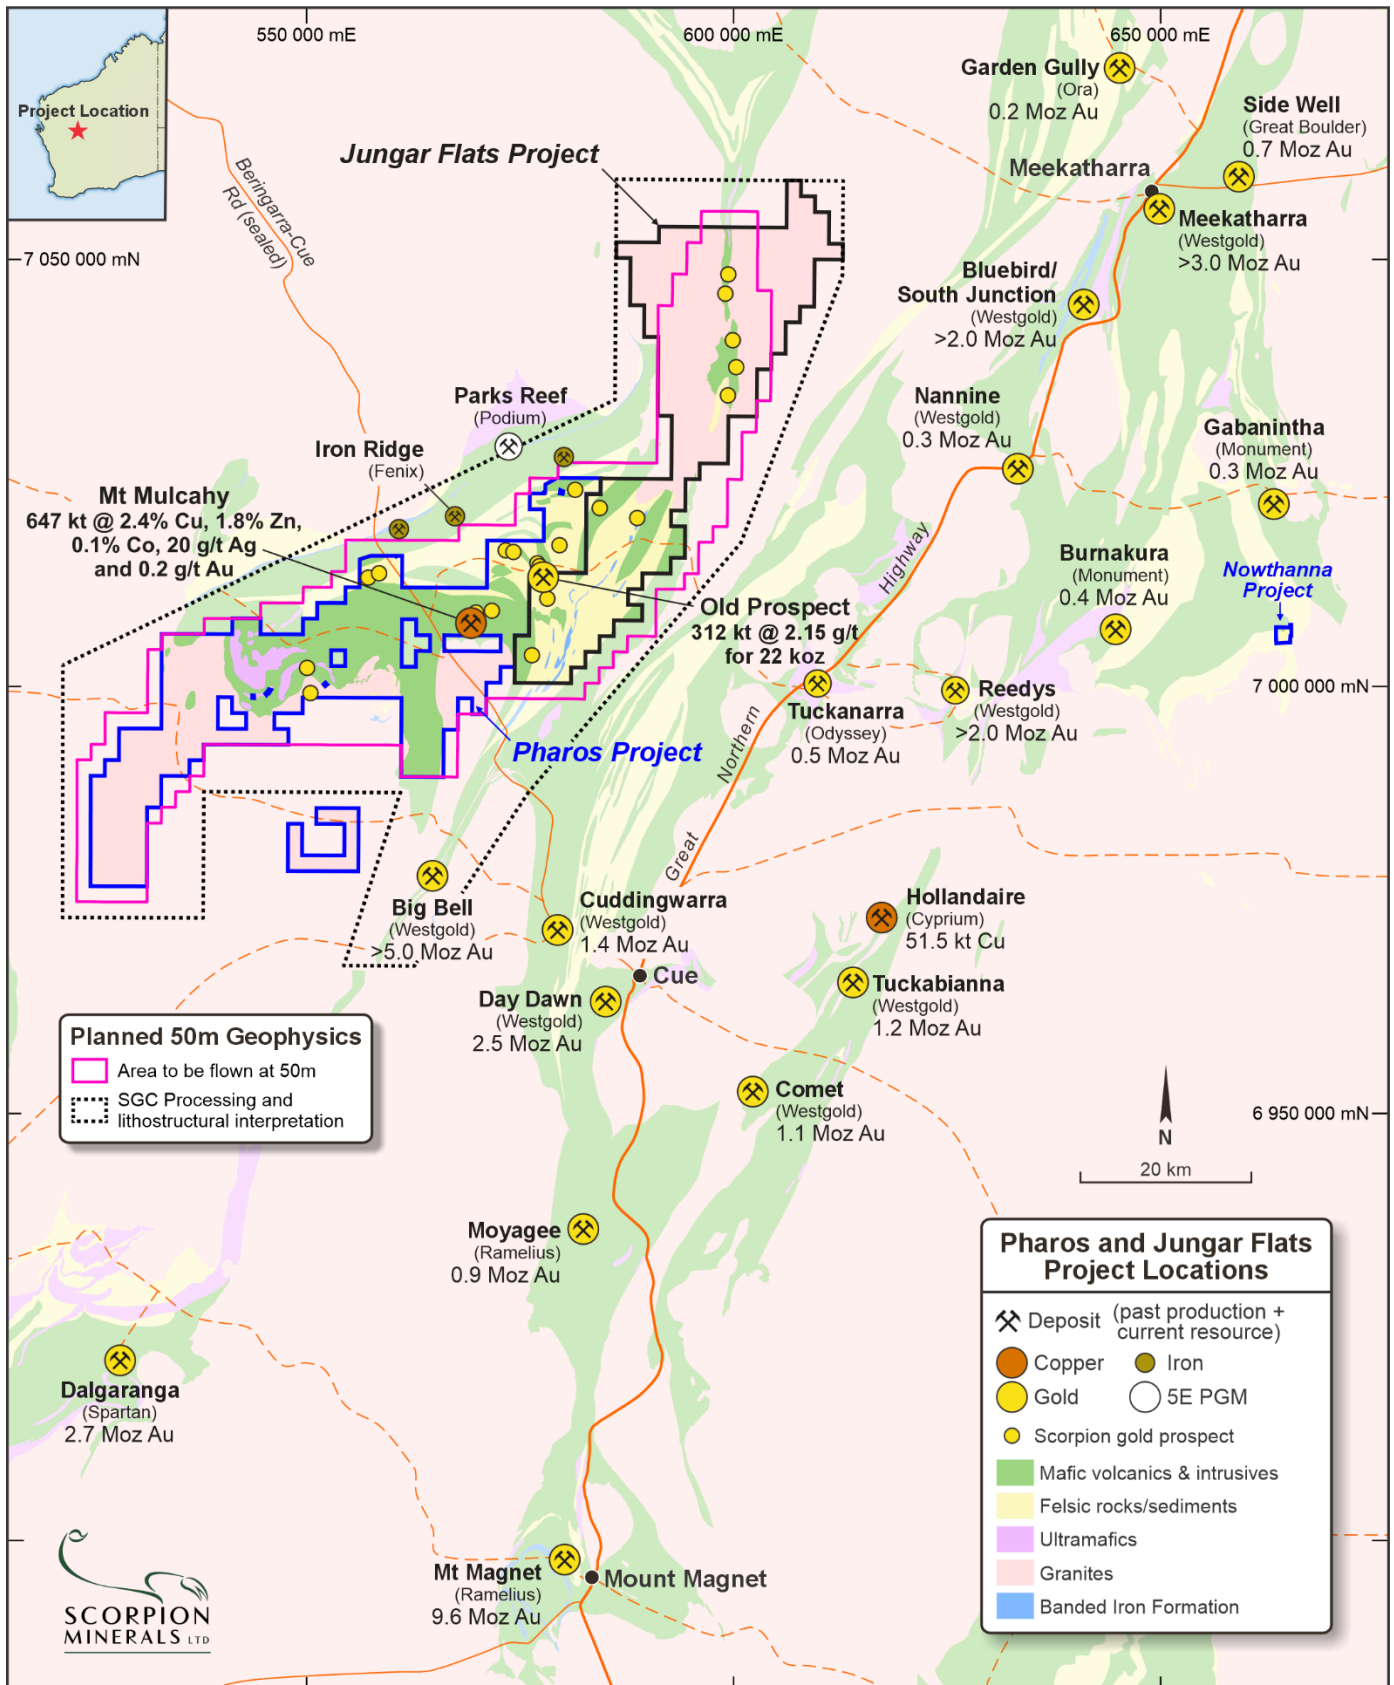 550 000 mE
600 000 mE
650 000 mE
Project Location
Garden Gully
(Ora)
0.2 Moz Au
Side Well
(Great Boulder)
0.7 Moz Au
Jungar Flats Project
Beringarra-Cue
Rd (sealed)
Meekatharra
Meekatharra
(Westgold)
>3.0 Moz Au
7 050 000 mN
Bluebird/
South Junction
(Westgold)
>2.0 Moz Au
Parks Reef
(Podium)
Nannine
(Westgold)
0.3 Moz Au
Iron Ridge
(Fenix)
Gabanintha
(Monument)
0.3 Moz Au
Mt Mulcahy
647 kt @ 2.4% Cu, 1.8% Zn,
0.1% Co, 20 g/t Ag
and 0.2 g/t Au
Burnakura
(Monument)
0.4 Moz Au
Nowthanna
Project
Old Prospect
312 kt @ 2.15 g/t
for 22 koz
Great
Northern
Highway
7 000 000 mN
Reedys
(Westgold)
>2.0 Moz Au
Tuckanarra
(Odyssey)
0.5 Moz Au
Pharos Project
Big Bell
(Westgold)
>5.0 Moz Au
Cuddingwarra
(Westgold)
1.4 Moz Au
Hollandaire
(Cyprium)
51.5 kt Cu
Cue
Tuckabianna
(Westgold)
1.2 Moz Au
Day Dawn
(Westgold)
2.5 Moz Au
Planned 50m Geophysics
Area to be flown at 50m
SGC Processing and
lithostructural interpretation
Comet
(Westgold)
1.1 Moz Au
6 950 000 mN
N
20 km
Moyagee
(Ramelius)
0.9 Moz Au
Dalgaranga
(Spartan)
2.7 Moz Au
Mt Magnet
(Ramelius)
9.6 Moz Au
Mount Magnet
Pharos and Jungar Flats
Project Locations
Deposit (past production +
current resource)
Copper
Iron
Gold
5E PGM
Scorpion gold prospect
Mafic volcanics & intrusives
Felsic rocks/sediments
Ultramafics
Granites
Banded Iron Formation
SCORPION
MINERALS LTD